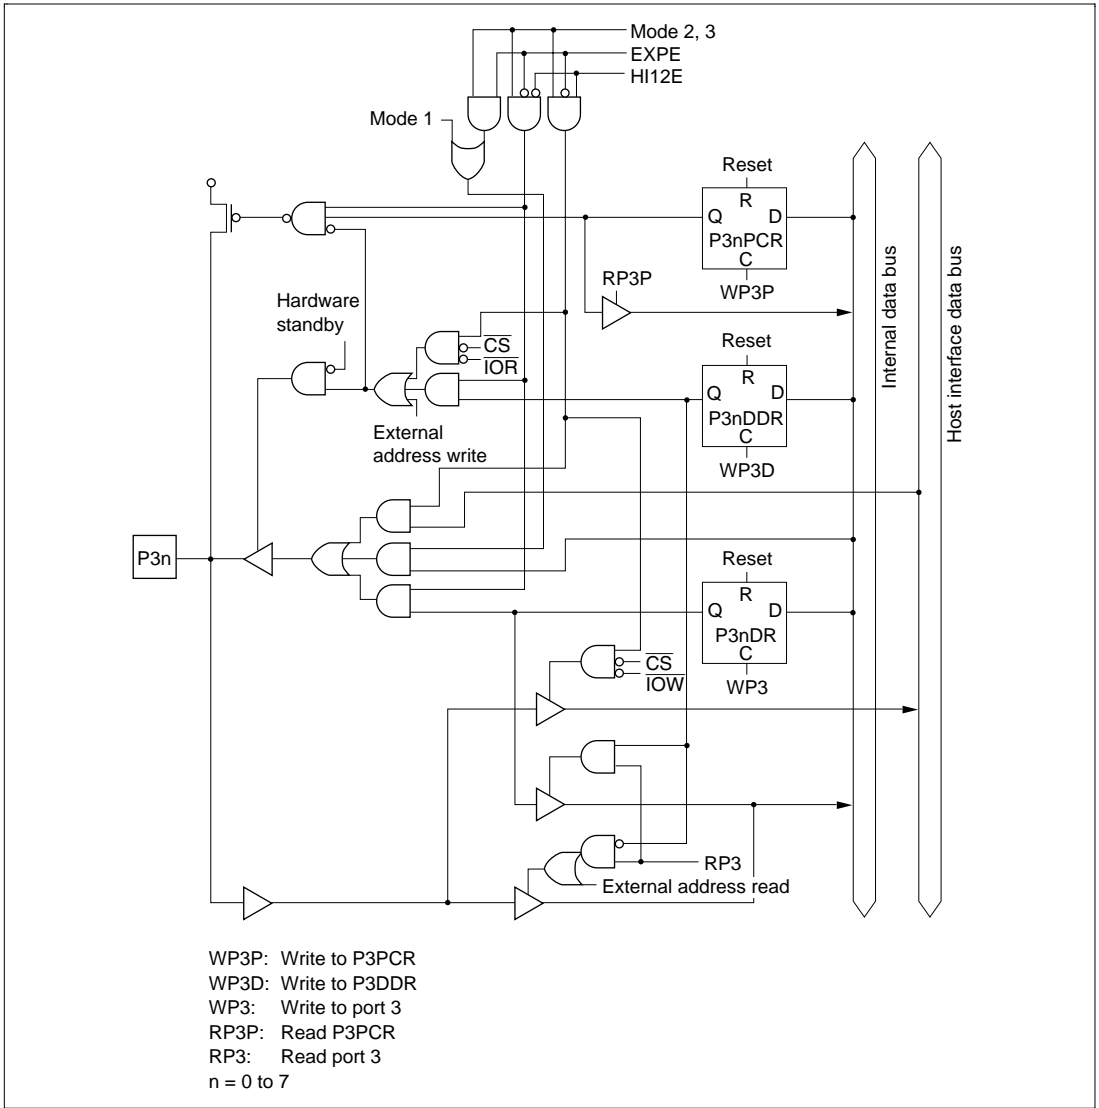 Mode 2, 3
EXPE
HI12E
Mode 1
Reset
R
Q D
P3nPCR
C
WP3P
RP3P
Hardware
standby
CS
IOR
Reset
R
Q D
P3nDDR
C
WP3D
External
address write
Internal data bus
Host interface data bus
P3n
Reset
R
Q D
P3nDR
C
WP3
CS
IOW
RP3
External address read
WP3P: Write to P3PCR
WP3D: Write to P3DDR
WP3: Write to port 3
RP3P: Read P3PCR
RP3: Read port 3
n = 0 to 7